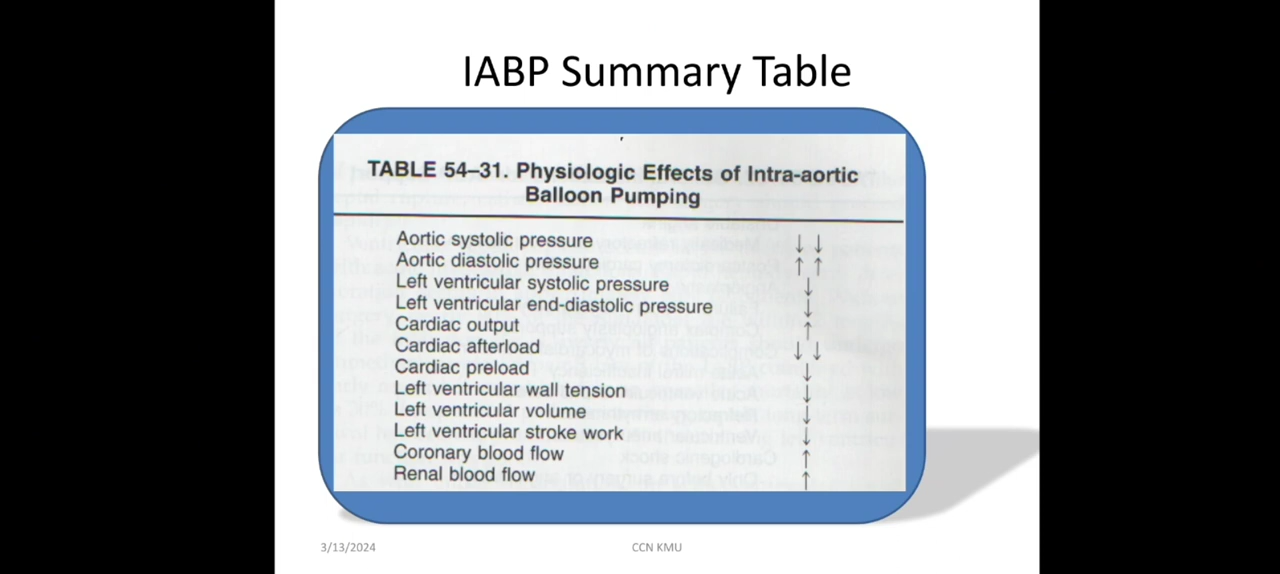 IABP Summary Table
TABLE 54–31. Physiologic Effects of Intra-aortic
Balloon Pumping
Aortic systolic pressure ↓ ↓
Aortic diastolic pressure ↑ ↑
Left ventricular systolic pressure ↓
Left ventricular end-diastolic pressure ↓
Cardiac output ↑
Cardiac afterload ↓ ↓
Cardiac preload ↓
Left ventricular wall tension ↓
Left ventricular volume ↓
Left ventricular stroke work ↓
Coronary blood flow ↑
Renal blood flow ↑
3/13/2024 CCN KMU